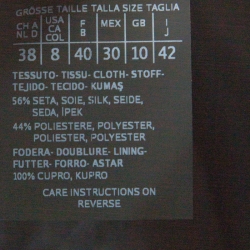 GRÖSSE TAILLE TALLA SIZE TAGLIA
CH A NL D USA CA COL F B MEX GB I J
38 8 40 30 10 42
TESSUTO- TISSU- CLOTH- STOFF-
TEJIDO- TECIDO- KUMAŞ
56% SETA, SOIE, SILK, SEIDE,
SEDA, İPEK
44% POLIESTERE, POLYESTER,
POLIESTER, POLYESTER
FODERA- DOUBLURE- LINING-
FUTTER- FORRO- ASTAR
100% CUPRO, KUPRO
CARE INSTRUCTIONS ON
REVERSE